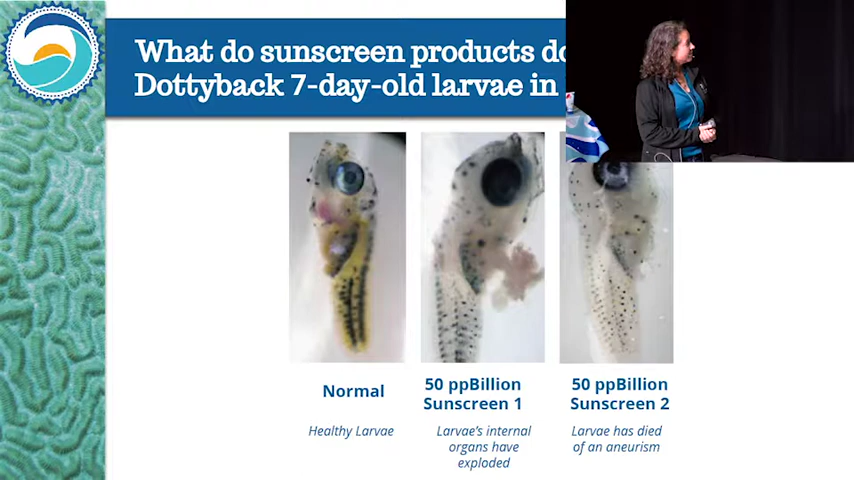 What do sunscreen products do
Dottyback 7-day-old larvae in
Normal
Healthy Larvae
50 ppBillion
Sunscreen 1
Larvae's internal
organs have
exploded
50 ppBillion
Sunscreen 2
Larvae has died
of an aneurism